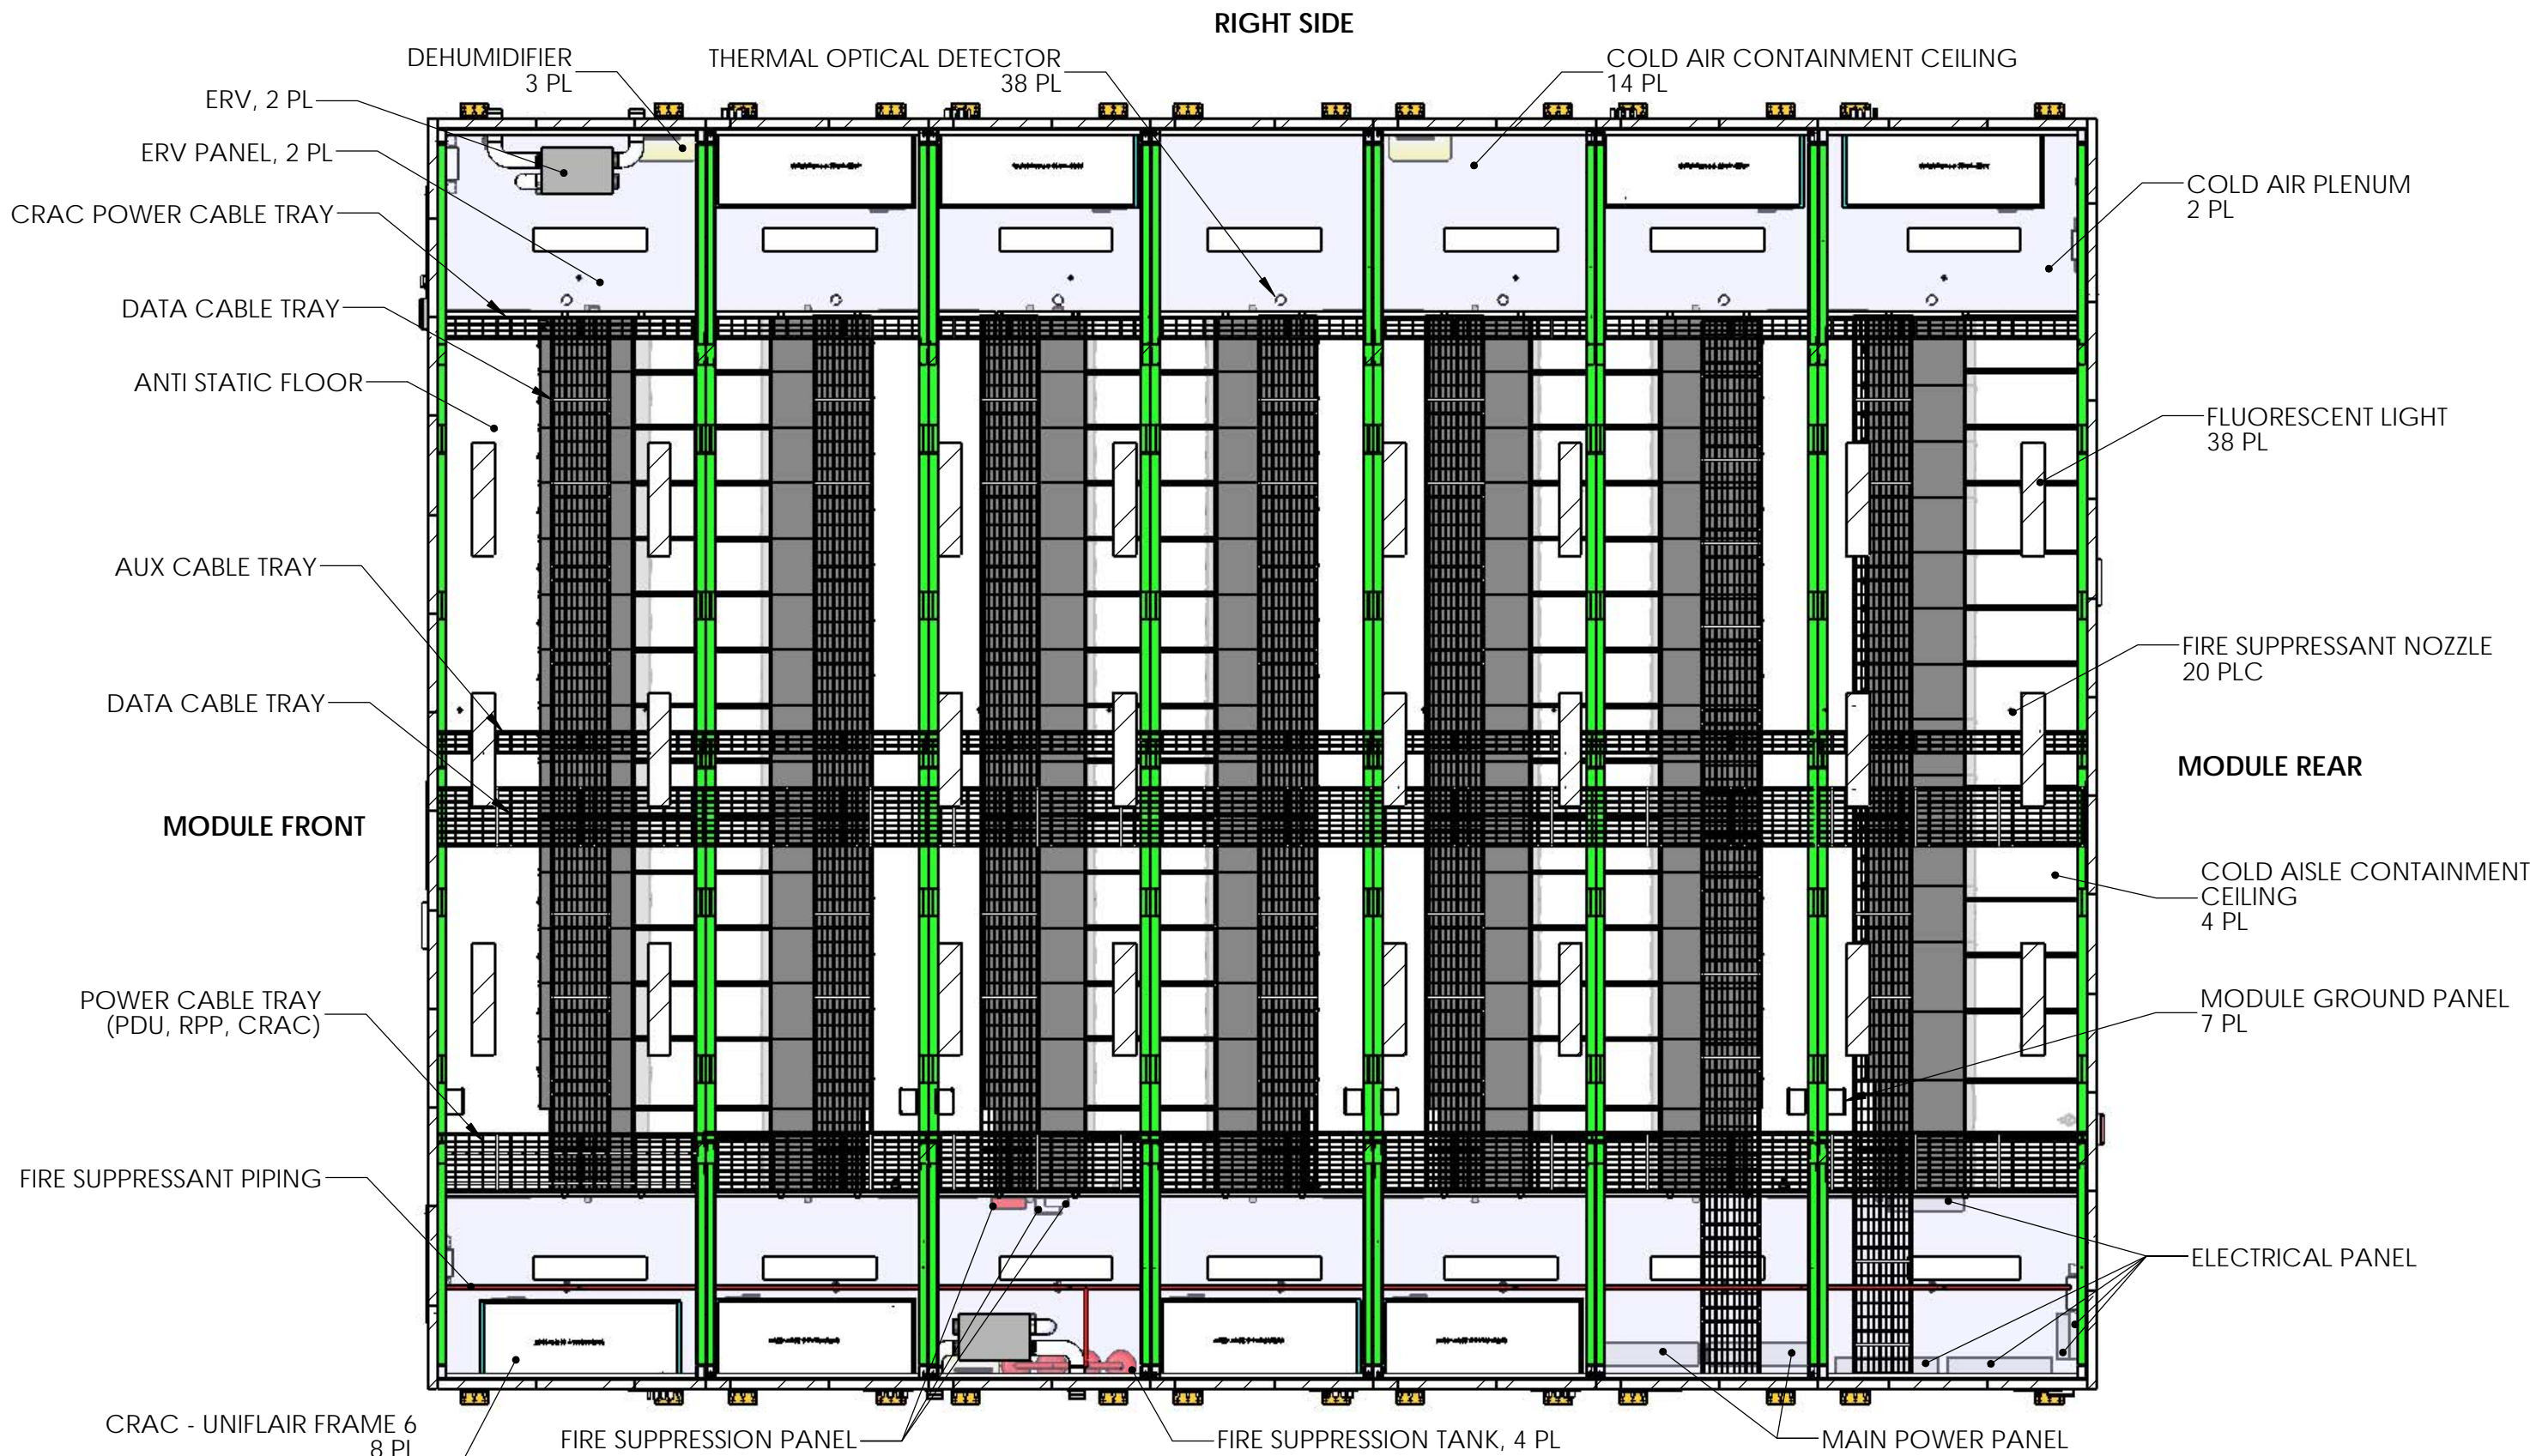 RIGHT SIDE
DEHUMIDIFIER
3 PL
THERMAL OPTICAL DETECTOR
38 PL
COLD AIR CONTAINMENT CEILING
14 PL
ERV, 2 PL
ERV PANEL, 2 PL
COLD AIR PLENUM
2 PL
CRAC POWER CABLE TRAY
DATA CABLE TRAY
ANTI STATIC FLOOR
FLUORESCENT LIGHT
38 PL
AUX CABLE TRAY
FIRE SUPPRESSANT NOZZLE
20 PLC
DATA CABLE TRAY
MODULE REAR
MODULE FRONT
COLD AISLE CONTAINMENT
CEILING
4 PL
POWER CABLE TRAY
(PDU, RPP, CRAC)
MODULE GROUND PANEL
7 PL
FIRE SUPPRESSANT PIPING
ELECTRICAL PANEL
CRAC - UNIFLAIR FRAME 6
8 PL
FIRE SUPPRESSION PANEL
FIRE SUPPRESSION TANK, 4 PL
MAIN POWER PANEL